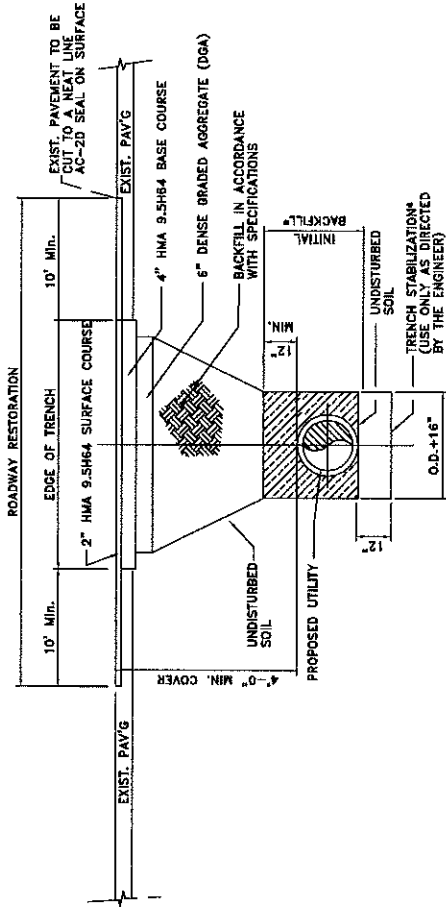 ROADWAY RESTORATION
10' Min.
EDGE OF TRENCH
10' Min.
EXIST. PAVEMENT TO BE
CUT TO A NEAT LINE
AC-2D SEAL ON SURFACE
2" HMA 9.5H64 SURFACE COURSE
EXIST. PAV'G
EXIST. PAV'G
4" HMA 9.5H64 BASE COURSE
6" DENSE GRADED AGGREGATE (DGA)
BACKFILL IN ACCORDANCE
WITH SPECIFICATIONS
4'-0" MIN. COVER
UNDISTURBED
SOIL
12"
MIN.
INITIAL
BACKFILL*
PROPOSED UTILITY
UNDISTURBED
SOIL
12"
TRENCH STABILIZATION*
(USE ONLY AS DIRECTED
BY THE ENGINEER)
O.D.+16"